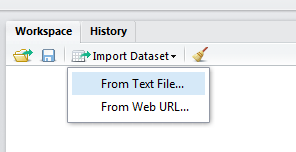 Workspace History
Import Dataset
From Text File...
From Web URL...